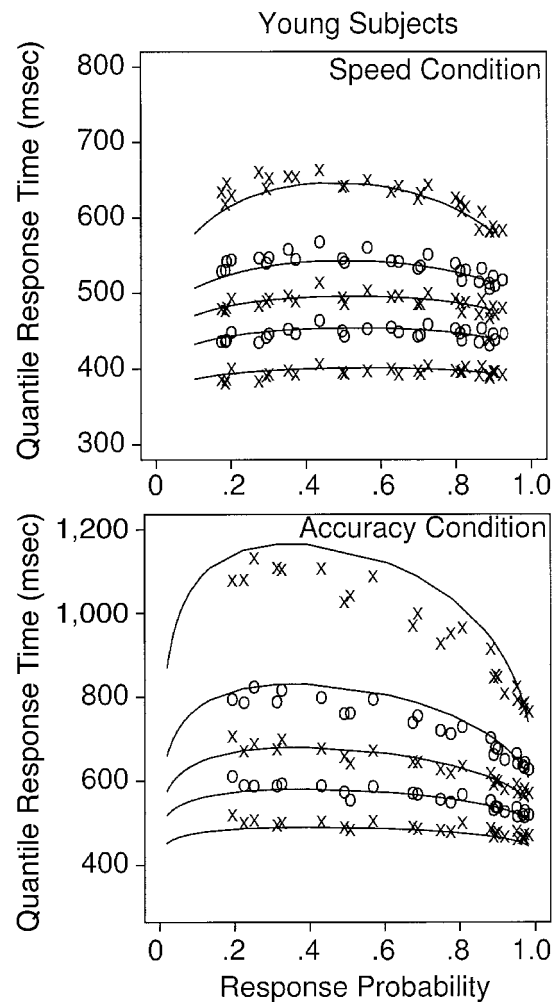 Young Subjects
Speed Condition
Quantile Response Time (msec)
800
700
600
500
400
300
0 .2 .4 .6 .8 1.0
Accuracy Condition
Quantile Response Time (msec)
1,200
1,000
800
600
400
0 .2 .4 .6 .8 1.0
Response Probability